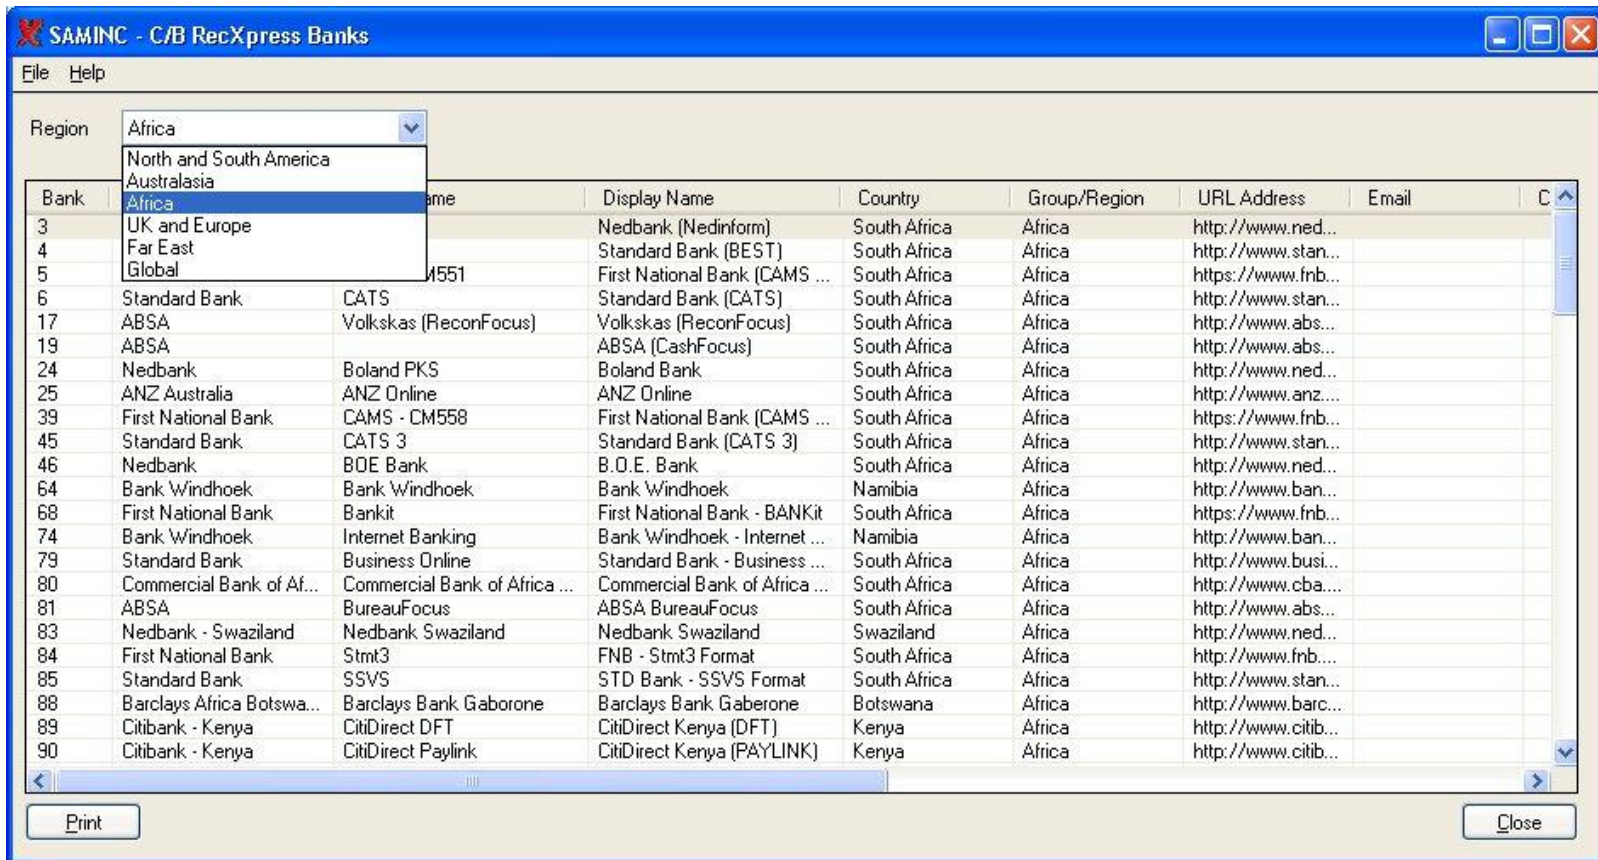 SAMINC - C/B RecXpress Banks
File Help
Region Africa
North and South America
Australasia
Africa
UK and Europe
Far East
Global
Bank ame Display Name Country Group/Region URL Address Email C
3 Nedbank (Nedinform) South Africa Africa http://www.ned...
4 Standard Bank (BEST) South Africa Africa http://www.stan...
5 CM551 First National Bank (CAMS ... South Africa Africa https://www.fnb...
6 Standard Bank CATS Standard Bank (CATS) South Africa Africa http://www.stan...
17 ABSA Volkskas (ReconFocus) Volkskas (ReconFocus) South Africa Africa http://www.abs...
19 ABSA ABSA (CashFocus) South Africa Africa http://www.abs...
24 Nedbank Boland PKS Boland Bank South Africa Africa http://www.ned...
25 ANZ Australia ANZ Online ANZ Online South Africa Africa http://www.anz....
39 First National Bank CAMS - CM558 First National Bank (CAMS ... South Africa Africa https://www.fnb...
45 Standard Bank CATS 3 Standard Bank (CATS 3) South Africa Africa http://www.stan...
46 Nedbank BOE Bank B.O.E. Bank South Africa Africa http://www.ned...
64 Bank Windhoek Bank Windhoek Bank Windhoek Namibia Africa http://www.ban...
68 First National Bank Bankit First National Bank - BANKit South Africa Africa https://www.fnb...
74 Bank Windhoek Internet Banking Bank Windhoek - Internet ... Namibia Africa http://www.ban...
79 Standard Bank Business Online Standard Bank - Business ... South Africa Africa http://www.busi...
80 Commercial Bank of Af... Commercial Bank of Africa ... Commercial Bank of Africa ... South Africa Africa http://www.cba....
81 ABSA BureauFocus ABSA BureauFocus South Africa Africa http://www.abs...
83 Nedbank - Swaziland Nedbank Swaziland Nedbank Swaziland Swaziland Africa http://www.ned...
84 First National Bank Stmt3 FNB - Stmt3 Format South Africa Africa http://www.fnb....
85 Standard Bank SSVS STD Bank - SSVS Format South Africa Africa http://www.stan...
88 Barclays Africa Botswa... Barclays Bank Gaborone Barclays Bank Gaberone Botswana Africa http://www.barc...
89 Citibank - Kenya CitiDirect DFT CitiDirect Kenya (DFT) Kenya Africa http://www.citib...
90 Citibank - Kenya CitiDirect Paylink CitiDirect Kenya (PAYLINK) Kenya Africa http://www.citib...
Print Close